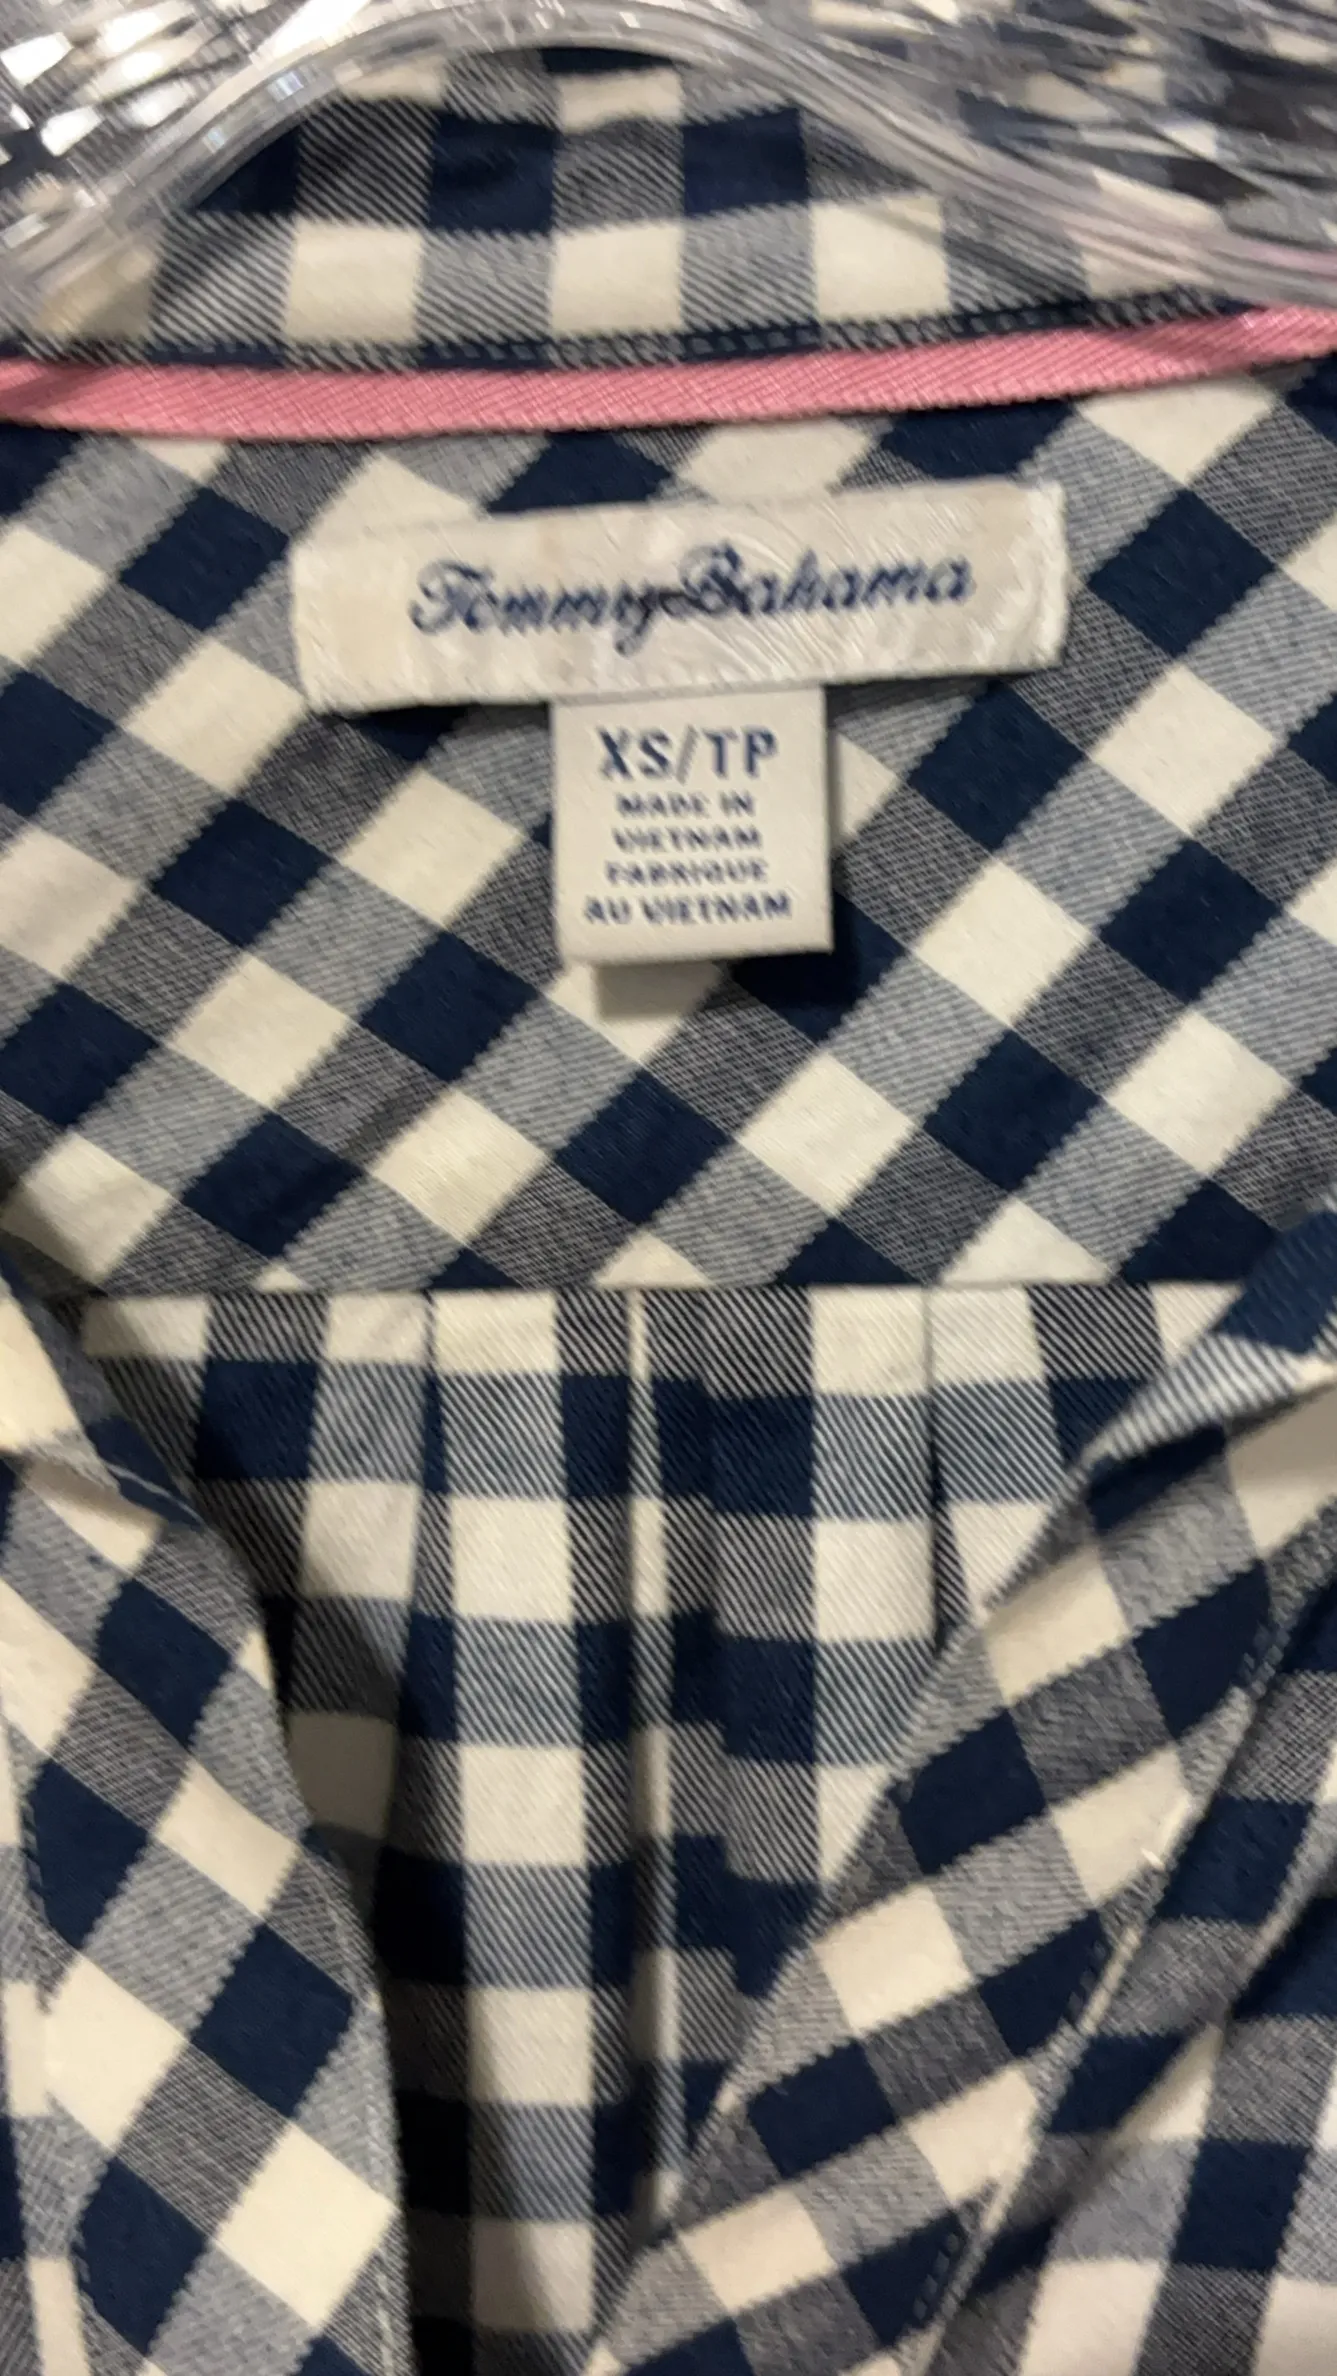 Tommy Bahama
XS/TP
MADE IN
VIETNAM
FABRIQUE
AU VIETNAM